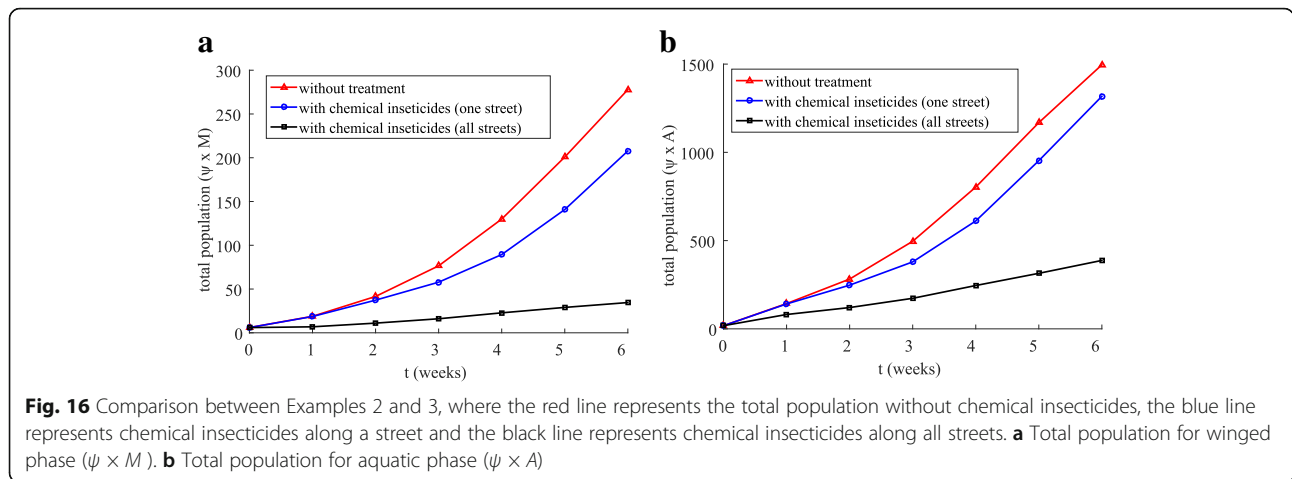 a
300
250
200
150
100
50
0
total population (ψ x M)
without treatment
with chemical inseticides (one street)
with chemical inseticides (all streets)
0 1 2 3 4 5 6
t (weeks)
b
1500
1000
500
0
total population (ψ x A)
without treatment
with chemical inseticides (one street)
with chemical inseticides (all streets)
0 1 2 3 4 5 6
t (weeks)
Fig. 16 Comparison between Examples 2 and 3, where the red line represents the total population without chemical insecticides, the blue line
represents chemical insecticides along a street and the black line represents chemical insecticides along all streets. a Total population for winged
phase (ψ × M ). b Total population for aquatic phase (ψ × A)